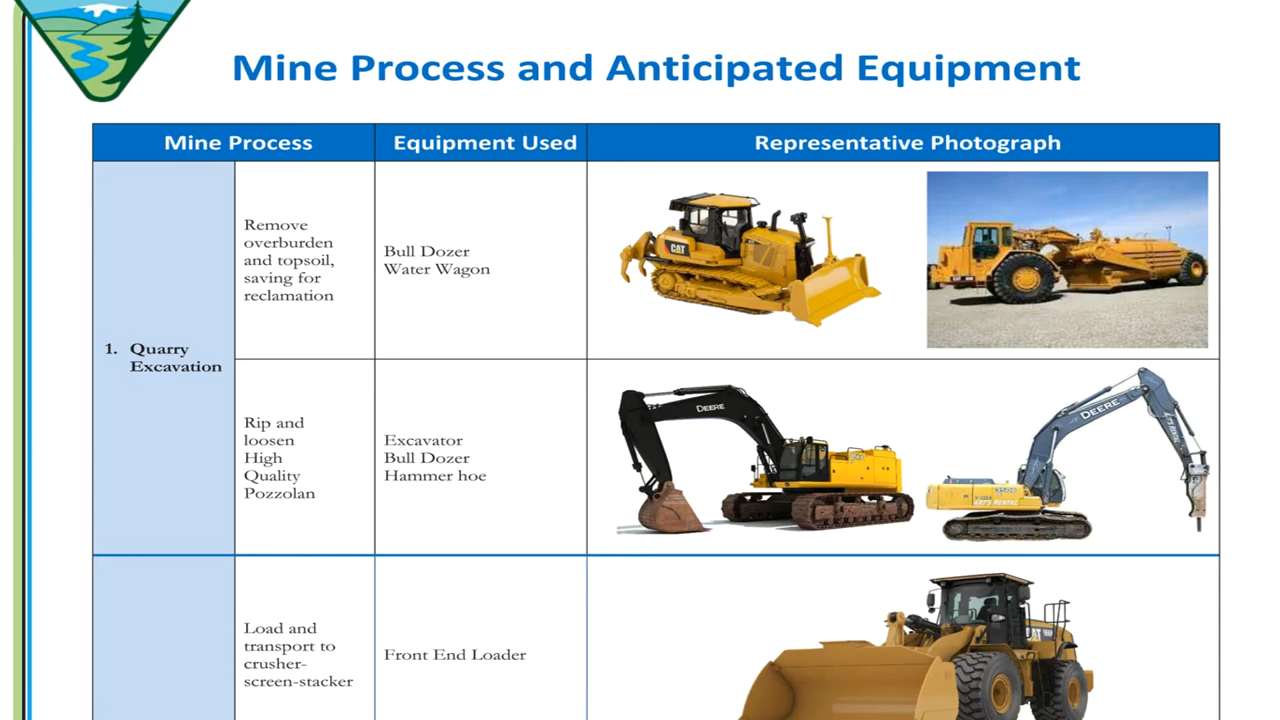 Mine Process and Anticipated Equipment
Mine Process
Equipment Used
Representative Photograph
1. Quarry
Excavation
Remove
overburden
and topsoil,
saving for
reclamation
Bull Dozer
Water Wagon
CAT
Rip and
loosen
High
Quality
Pozzolan
Excavator
Bull Dozer
Hammer hoe
DEERE
DEERE
Load and
transport to
crusher-
screen-stacker
Front End Loader